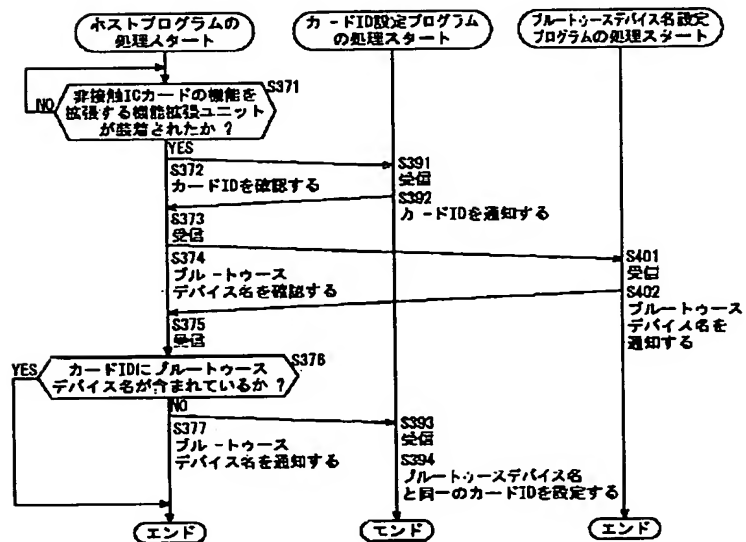 ホストプログラムの
処理スタート
カードID設定プログラム
の処理スタート
ブルートゥースデバイス名設定
プログラムの処理スタート
S371
非接触ICカードの機能を
拡張する機能拡張ユニット
が装着されたか ?
NO
YES
S372
カードIDを確認する
S391
受信
S392
カードIDを通知する
S373
受信
S374
ブルートゥース
デバイス名を確認する
S401
受信
S402
ブルートゥース
デバイス名を
通知する
S375
受信
S376
カードIDにブルートゥース
デバイス名が含まれているか ?
YES
NO
S377
ブルートゥース
デバイス名を通知する
S393
受信
S394
ブルートゥースデバイス名
と同一のカードIDを設定する
エンド
エンド
エンド